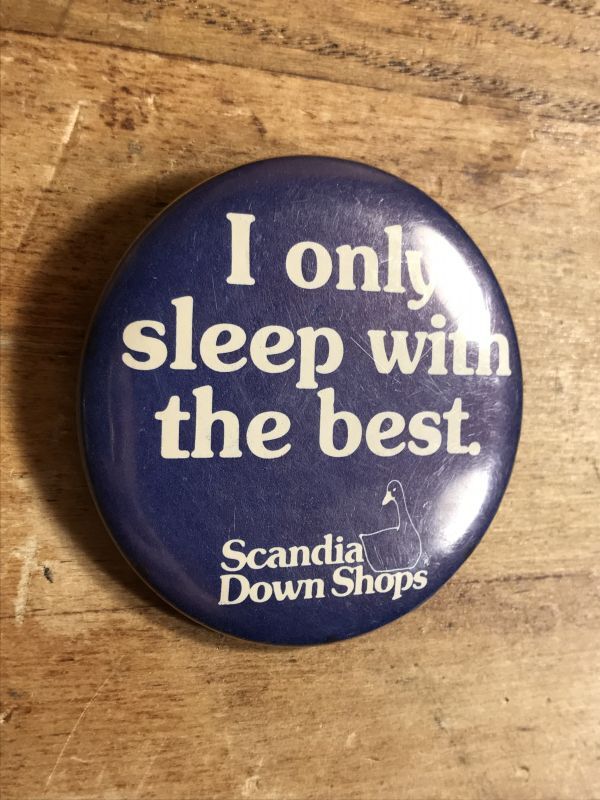 I only
sleep with
the best.
Scandia
Down Shops